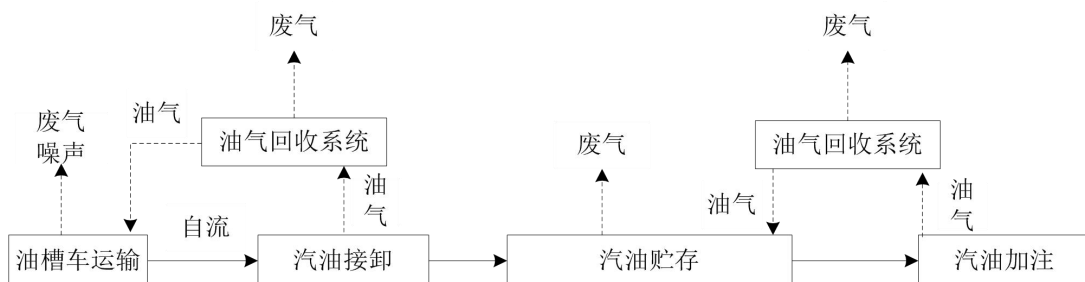 废气
废气
油气
废气
噪声
油气回收系统
废气
油气回收系统
油
气
油气
油
气
自流
油槽车运输
汽油接卸
汽油贮存
汽油加注